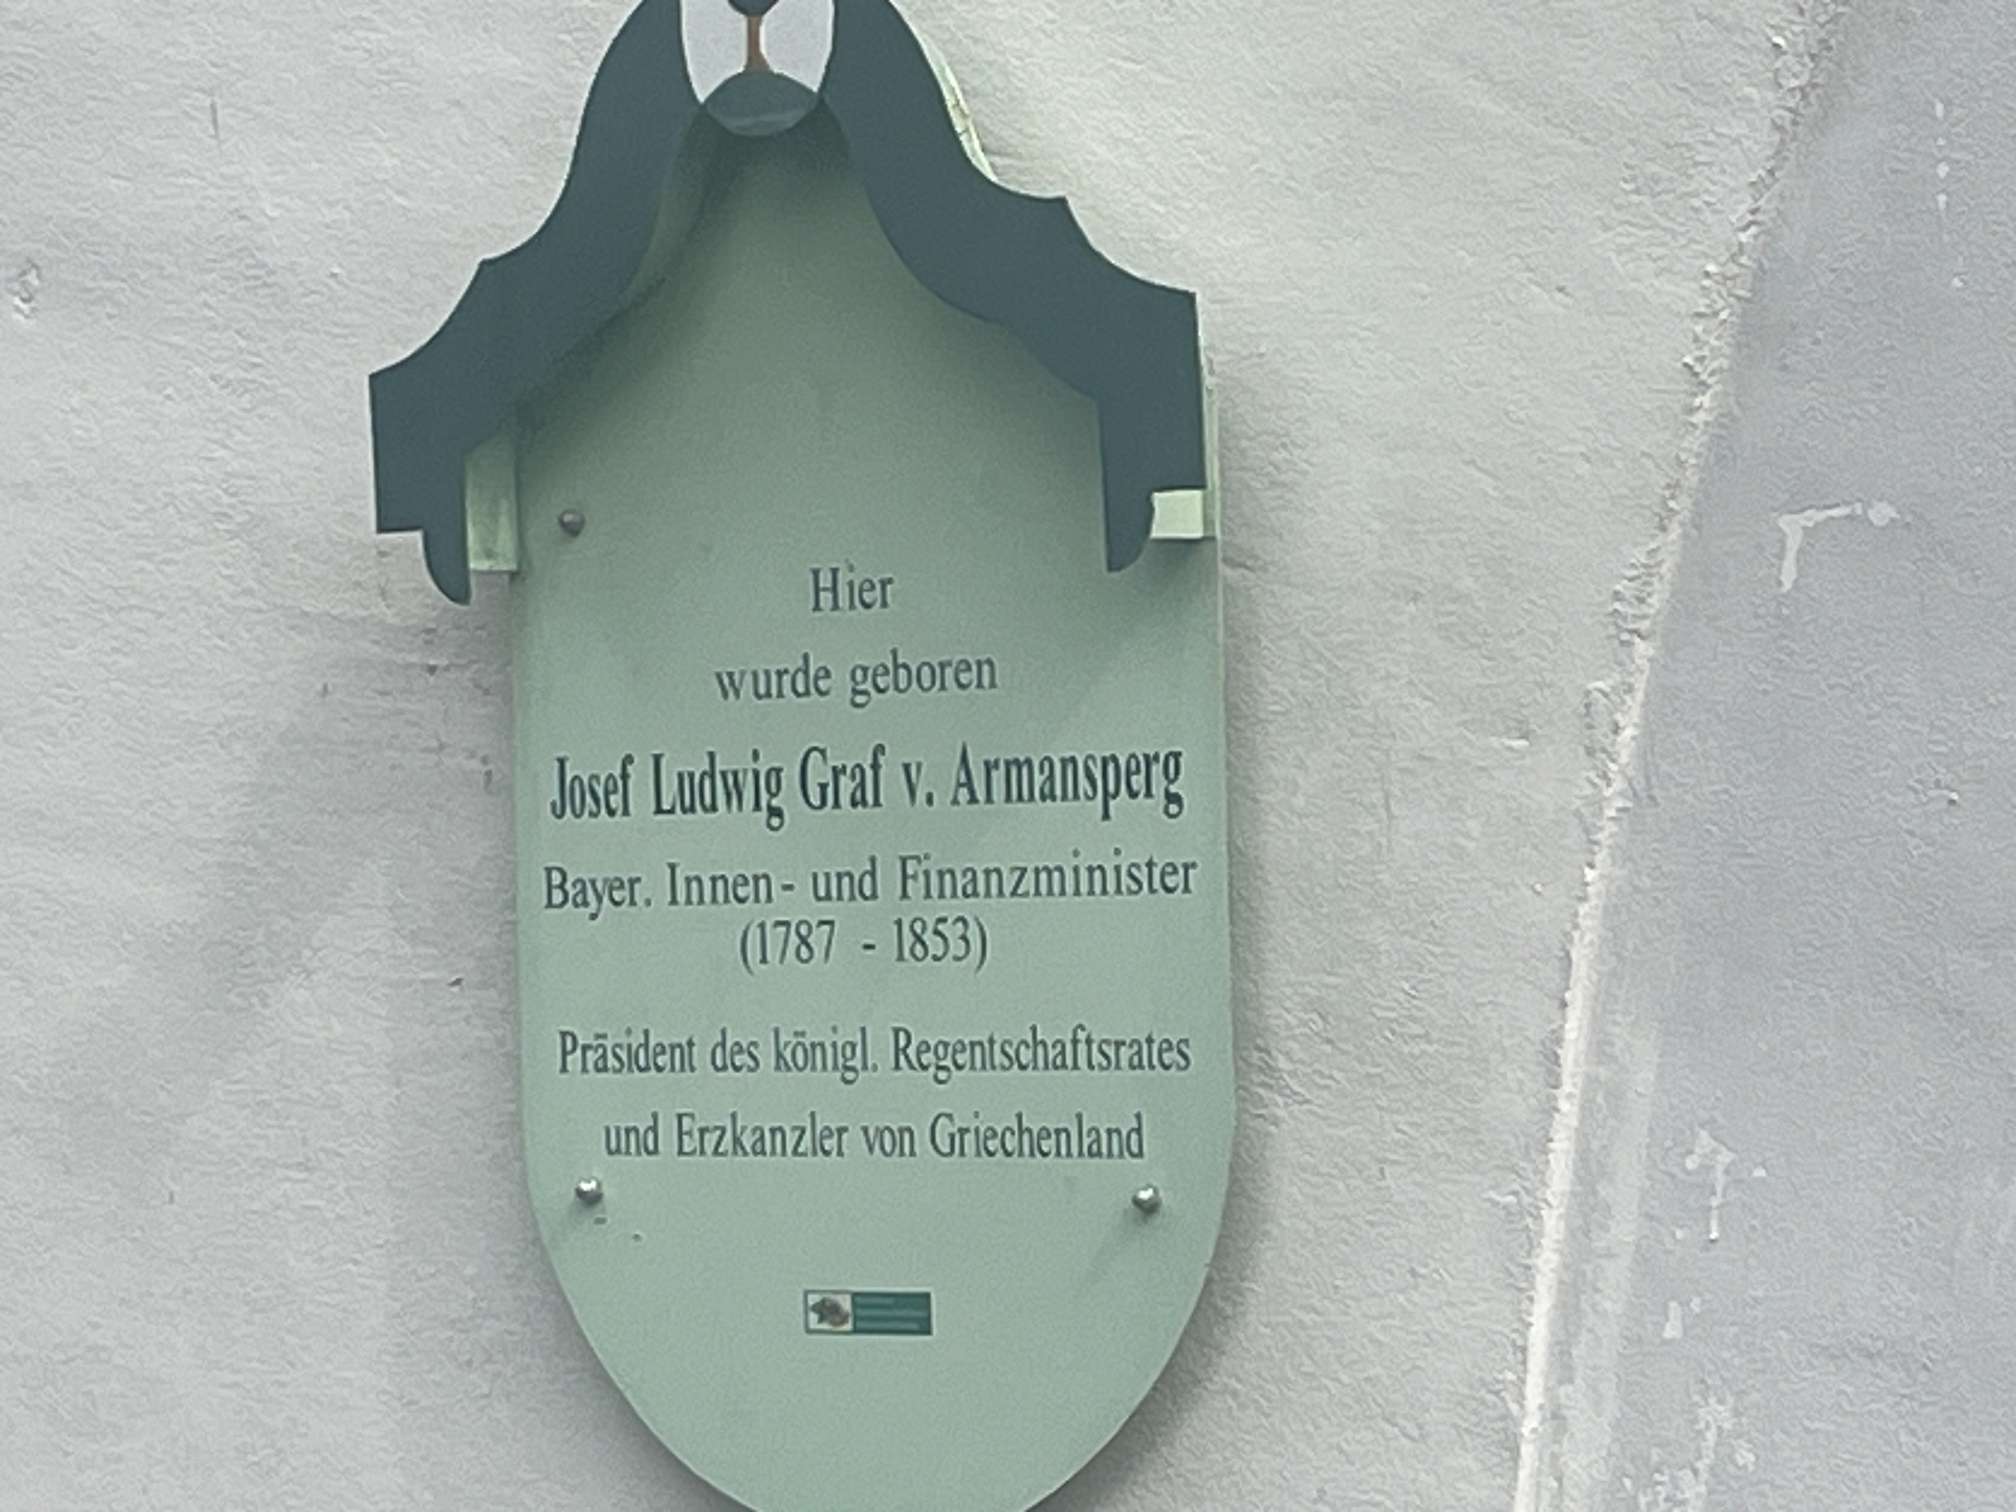 Hier
wurde geboren
Josef Ludwig Graf v. Armansperg
Bayer. Innen- und Finanzminister
(1787 - 1853)
Präsident des königl. Regentschaftsrates
und Erzkanzler von Griechenland